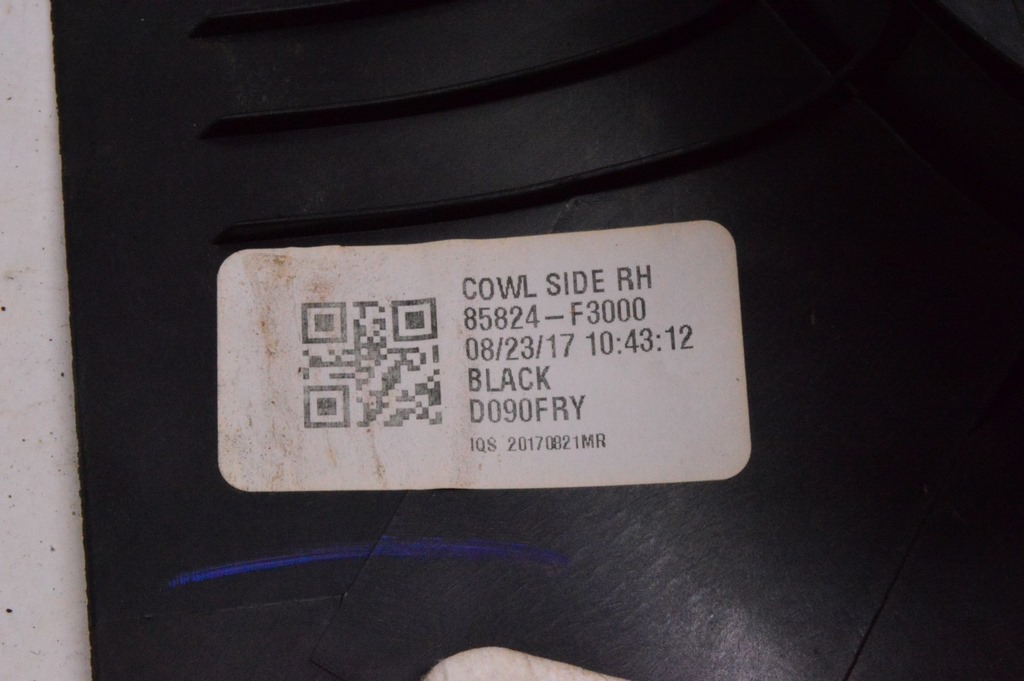 COWL SIDE RH
85824-F3000
08/23/17 10:43:12
BLACK
D090FRY
IQS 20170821MR